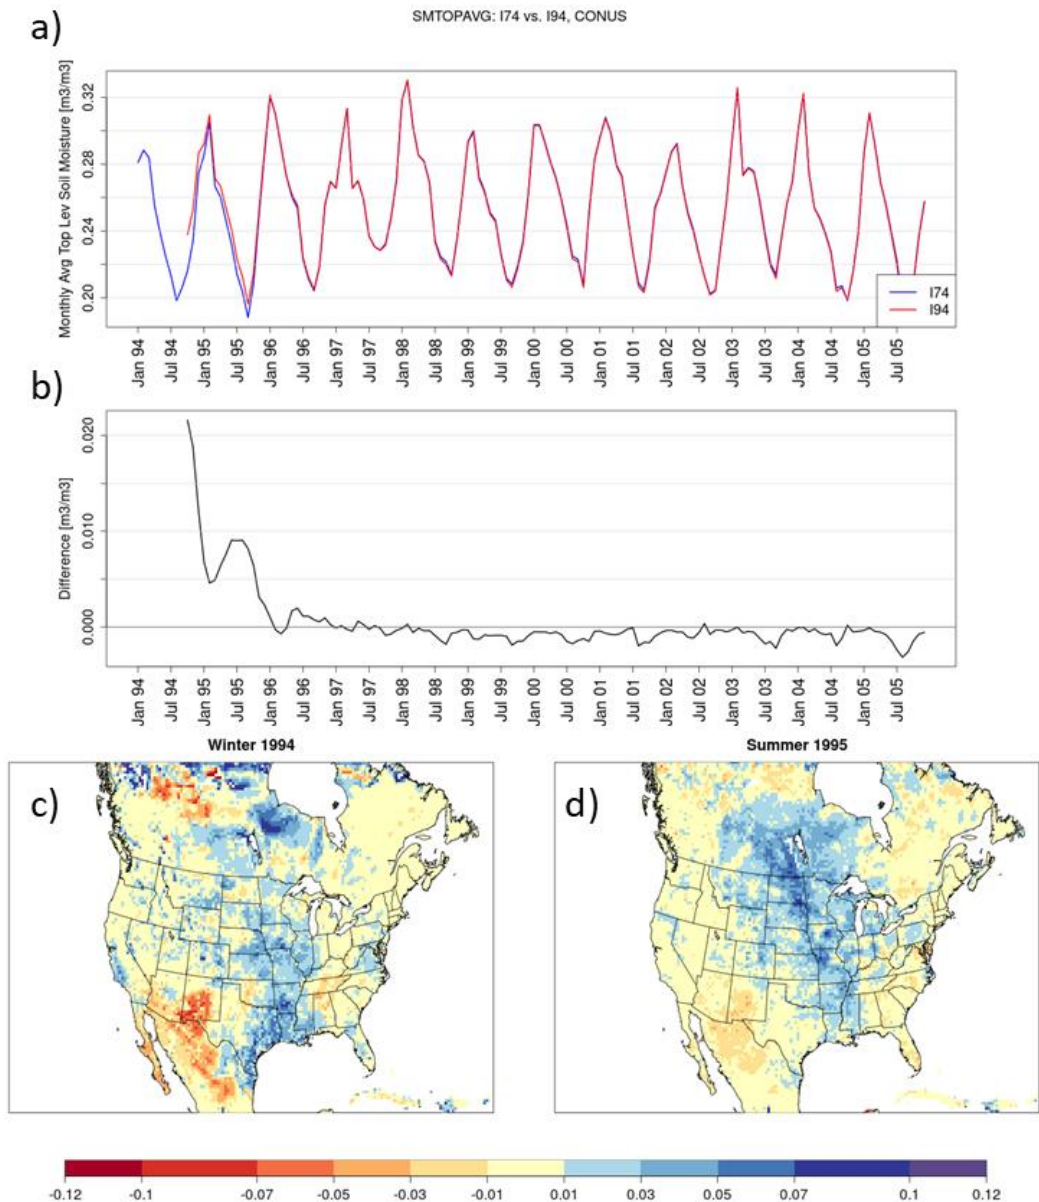 SMTOPAVG: I74 vs. I94, CONUS
a)
Monthly Avg Top Lev Soil Moisture [m3/m3]
0.32
0.28
0.24
0.20
I74
I94
Jan 94 Jul 94 Jan 95 Jul 95 Jan 96 Jul 96 Jan 97 Jul 97 Jan 98 Jul 98 Jan 99 Jul 99 Jan 00 Jul 00 Jan 01 Jul 01 Jan 02 Jul 02 Jan 03 Jul 03 Jan 04 Jul 04 Jan 05 Jul 05
b)
Difference [m3/m3]
0.020
0.010
0.000
Jan 94 Jul 94 Jan 95 Jul 95 Jan 96 Jul 96 Jan 97 Jul 97 Jan 98 Jul 98 Jan 99 Jul 99 Jan 00 Jul 00 Jan 01 Jul 01 Jan 02 Jul 02 Jan 03 Jul 03 Jan 04 Jul 04 Jan 05 Jul 05
Winter 1994
c)
Summer 1995
d)
-0.12 -0.1 -0.07 -0.05 -0.03 -0.01 0.01 0.03 0.05 0.07 0.1 0.12